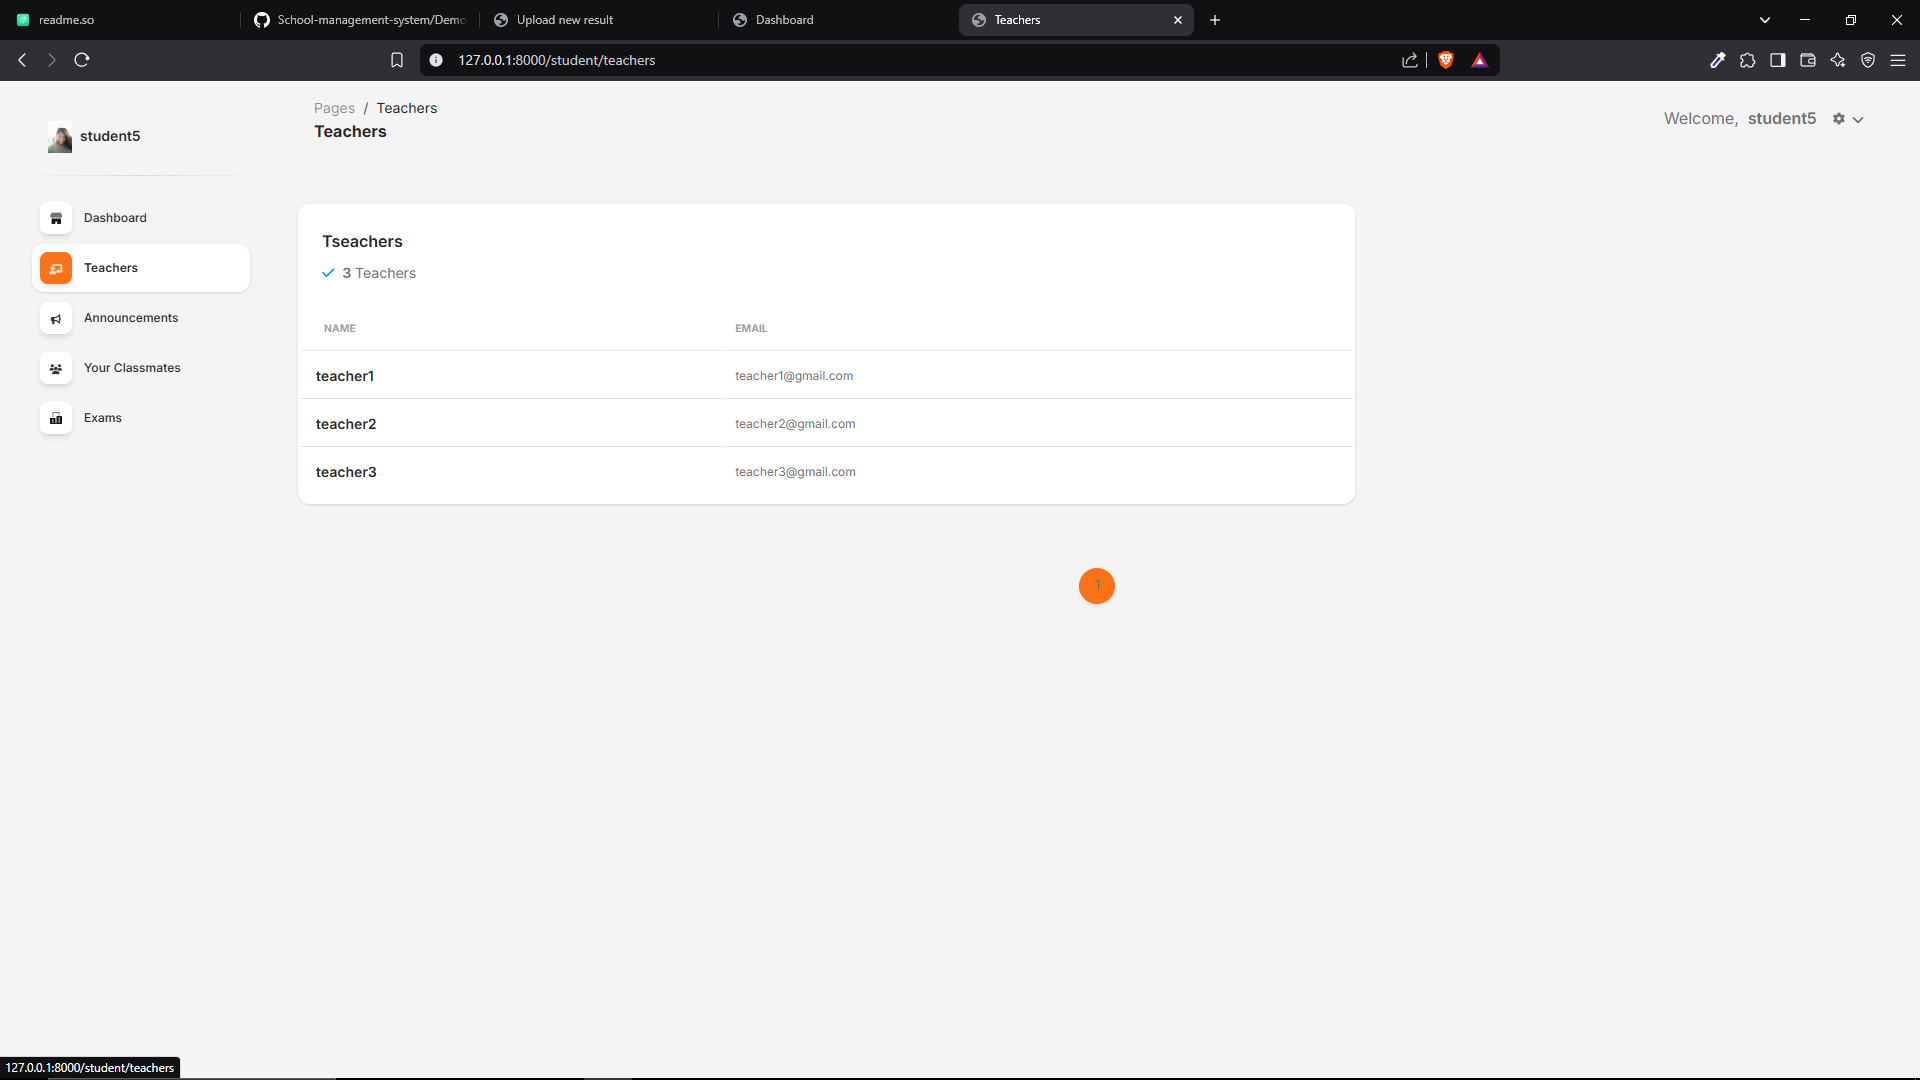 readme.so
School-management-system/Demo
Upload new result
Dashboard
Teachers
127.0.0.1:8000/student/teachers
student5
Dashboard
Teachers
Announcements
Your Classmates
Exams
Pages / Teachers
Teachers
Welcome, student5
Tseachers
3 Teachers
NAME EMAIL
teacher1 teacher1@gmail.com
teacher2 teacher2@gmail.com
teacher3 teacher3@gmail.com
1
127.0.0.1:8000/student/teachers